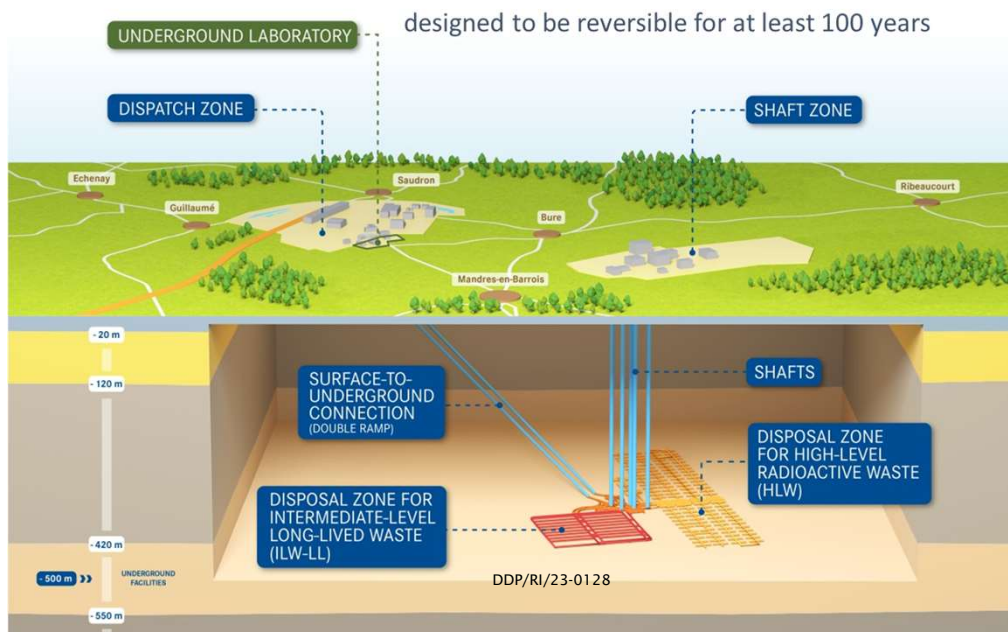 designed to be reversible for at least 100 years
UNDERGROUND LABORATORY
DISPATCH ZONE
SHAFT ZONE
Echenay
Saudron
Ribeaucourt
Guillaumé
Bure
Mandres-en-Barrois
- 20 m
- 120 m
SURFACE-TO-
UNDERGROUND
CONNECTION
(DOUBLE RAMP)
SHAFTS
DISPOSAL ZONE
FOR HIGH-LEVEL
RADIOACTIVE WASTE
(HLW)
DISPOSAL ZONE FOR
INTERMEDIATE-LEVEL
LONG-LIVED WASTE
(ILW-LL)
- 420 m
- 500 m
UNDERGROUND
FACILITIES
DDP/RI/23-0128
- 550 m